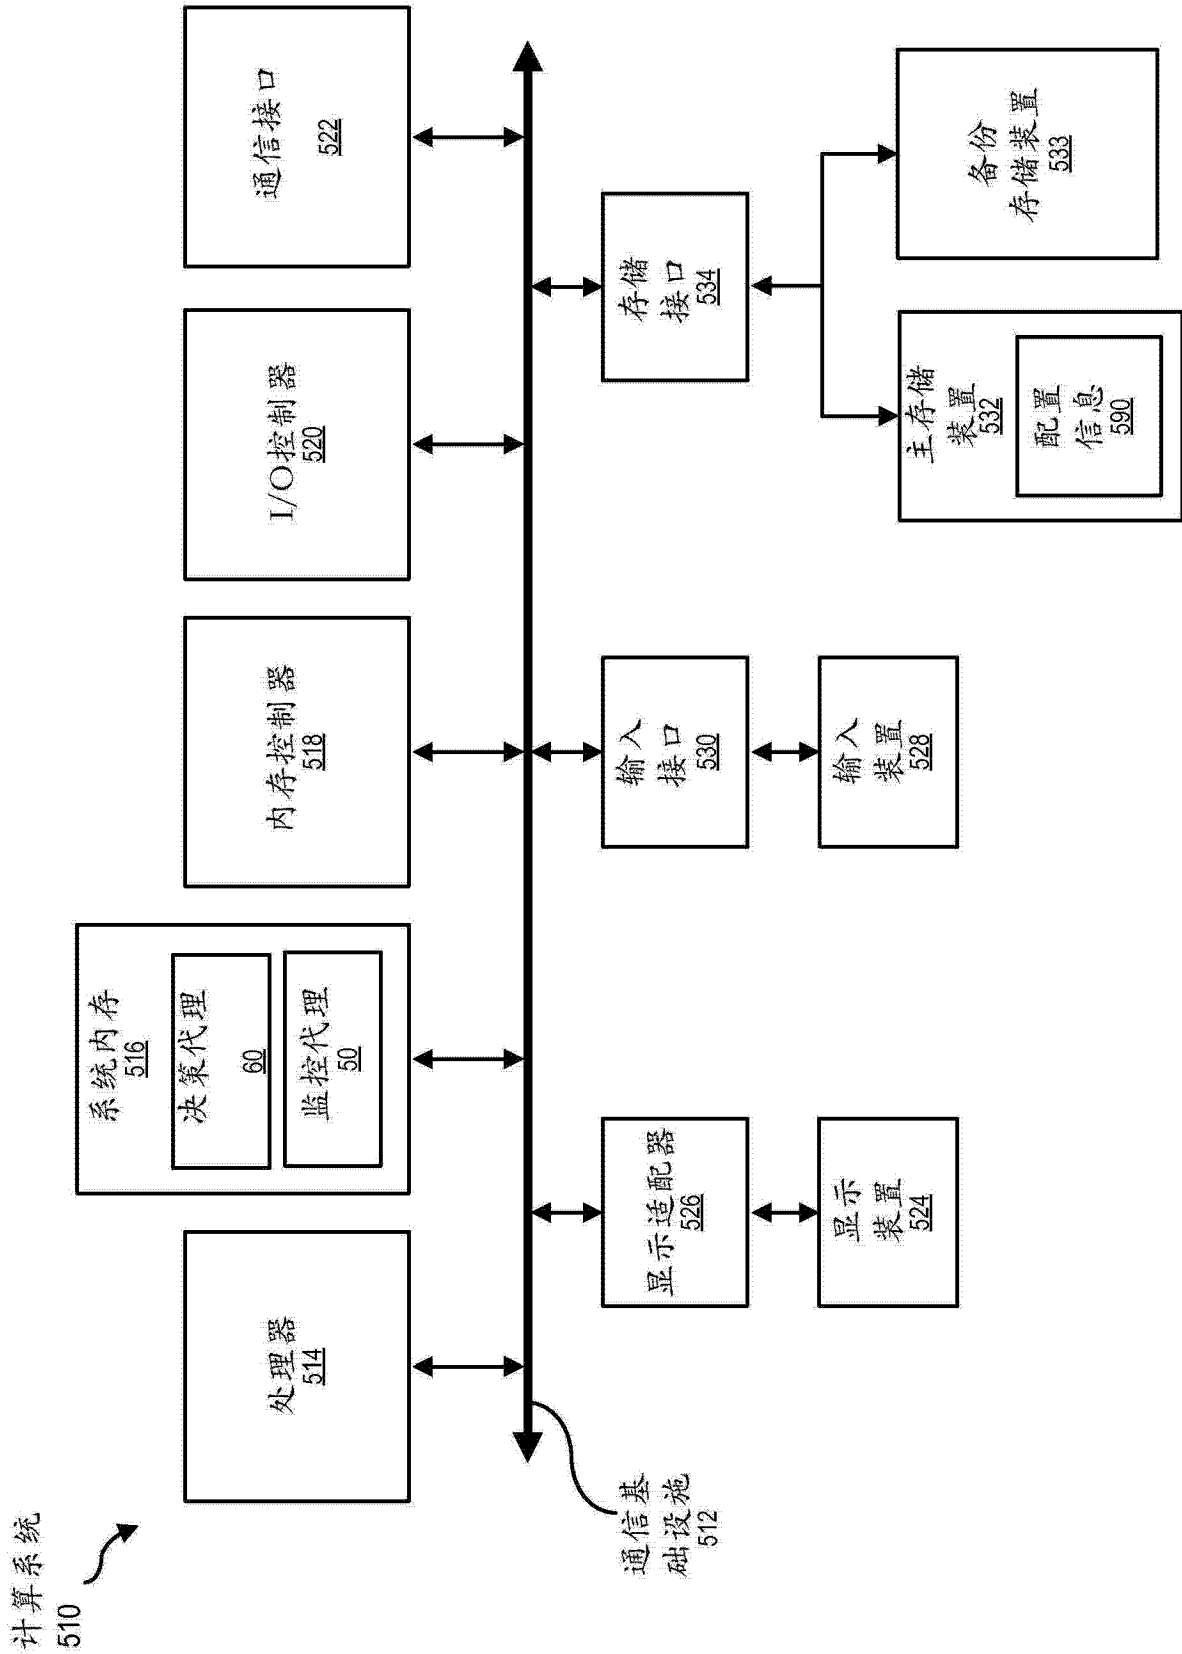 计算系统
510
处理器
514
系统内存
516
决策代理
60
监控代理
50
内存控制器
518
I/O控制器
520
通信接口
522
通信基
础设施
512
显示适配器
526
显示
装置
524
输入
接口
530
输入
装置
528
存储
接口
534
主存储
装置
532
配置
信息
590
备份
存储装置
533